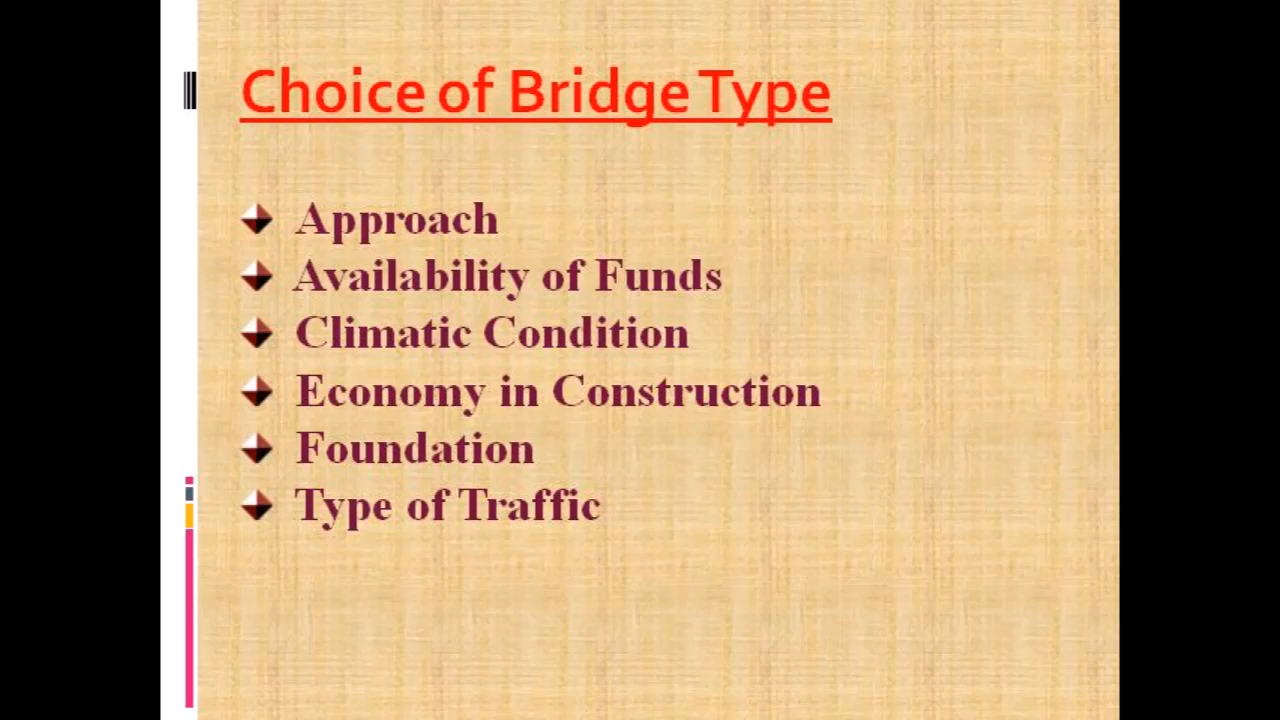 Choice of Bridge Type
Approach
Availability of Funds
Climatic Condition
Economy in Construction
Foundation
Type of Traffic